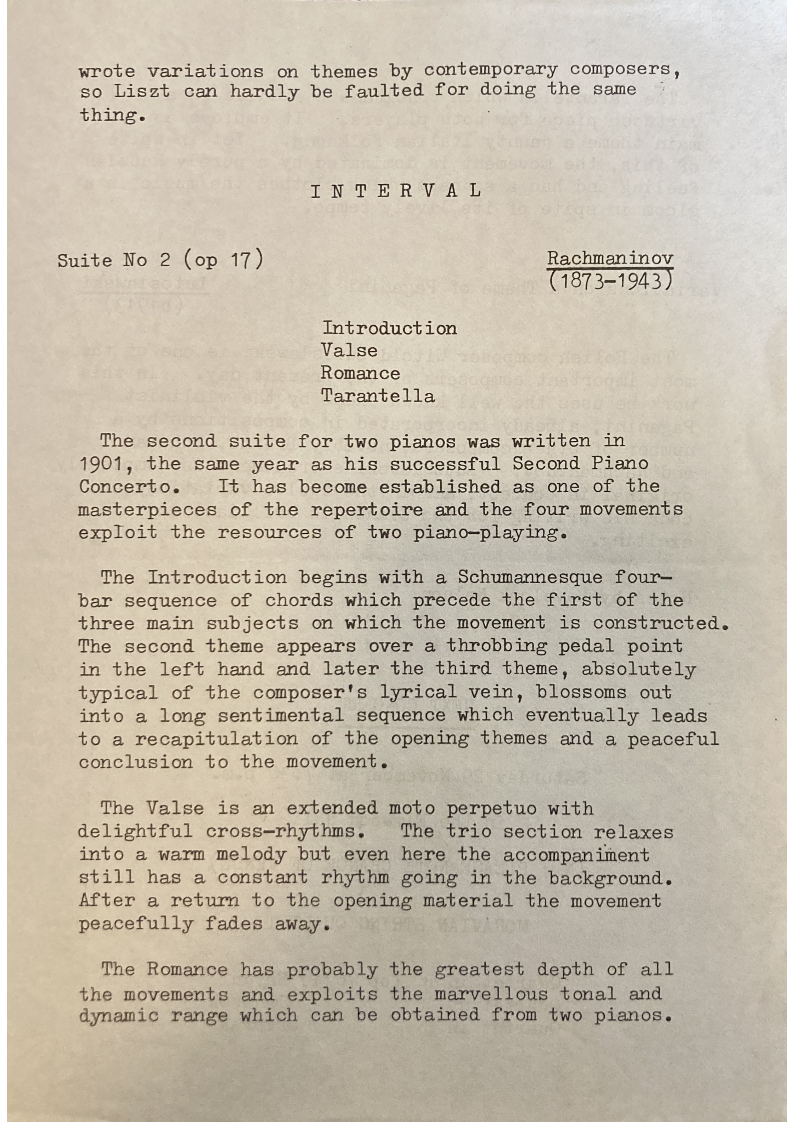 wrote variations on themes by contemporary composers,
so Liszt can hardly be faulted for doing the same
thing.
I N T E R V A L
Suite No 2 (op 17)
Rachmaninov
(1873-1943)
Introduction
Valse
Romance
Tarantella
The second suite for two pianos was written in
1901, the same year as his successful Second Piano
Concerto. It has become established as one of the
masterpieces of the repertoire and the four movements
exploit the resources of two piano-playing.
The Introduction begins with a Schumannesque four-
bar sequence of chords which precede the first of the
three main subjects on which the movement is constructed.
The second theme appears over a throbbing pedal point
in the left hand and later the third theme, absolutely
typical of the composer's lyrical vein, blossoms out
into a long sentimental sequence which eventually leads
to a recapitulation of the opening themes and a peaceful
conclusion to the movement.
The Valse is an extended moto perpetuo with
delightful cross-rhythms. The trio section relaxes
into a warm melody but even here the accompaniment
still has a constant rhythm going in the background.
After a return to the opening material the movement
peacefully fades away.
The Romance has probably the greatest depth of all
the movements and exploits the marvellous tonal and
dynamic range which can be obtained from two pianos.